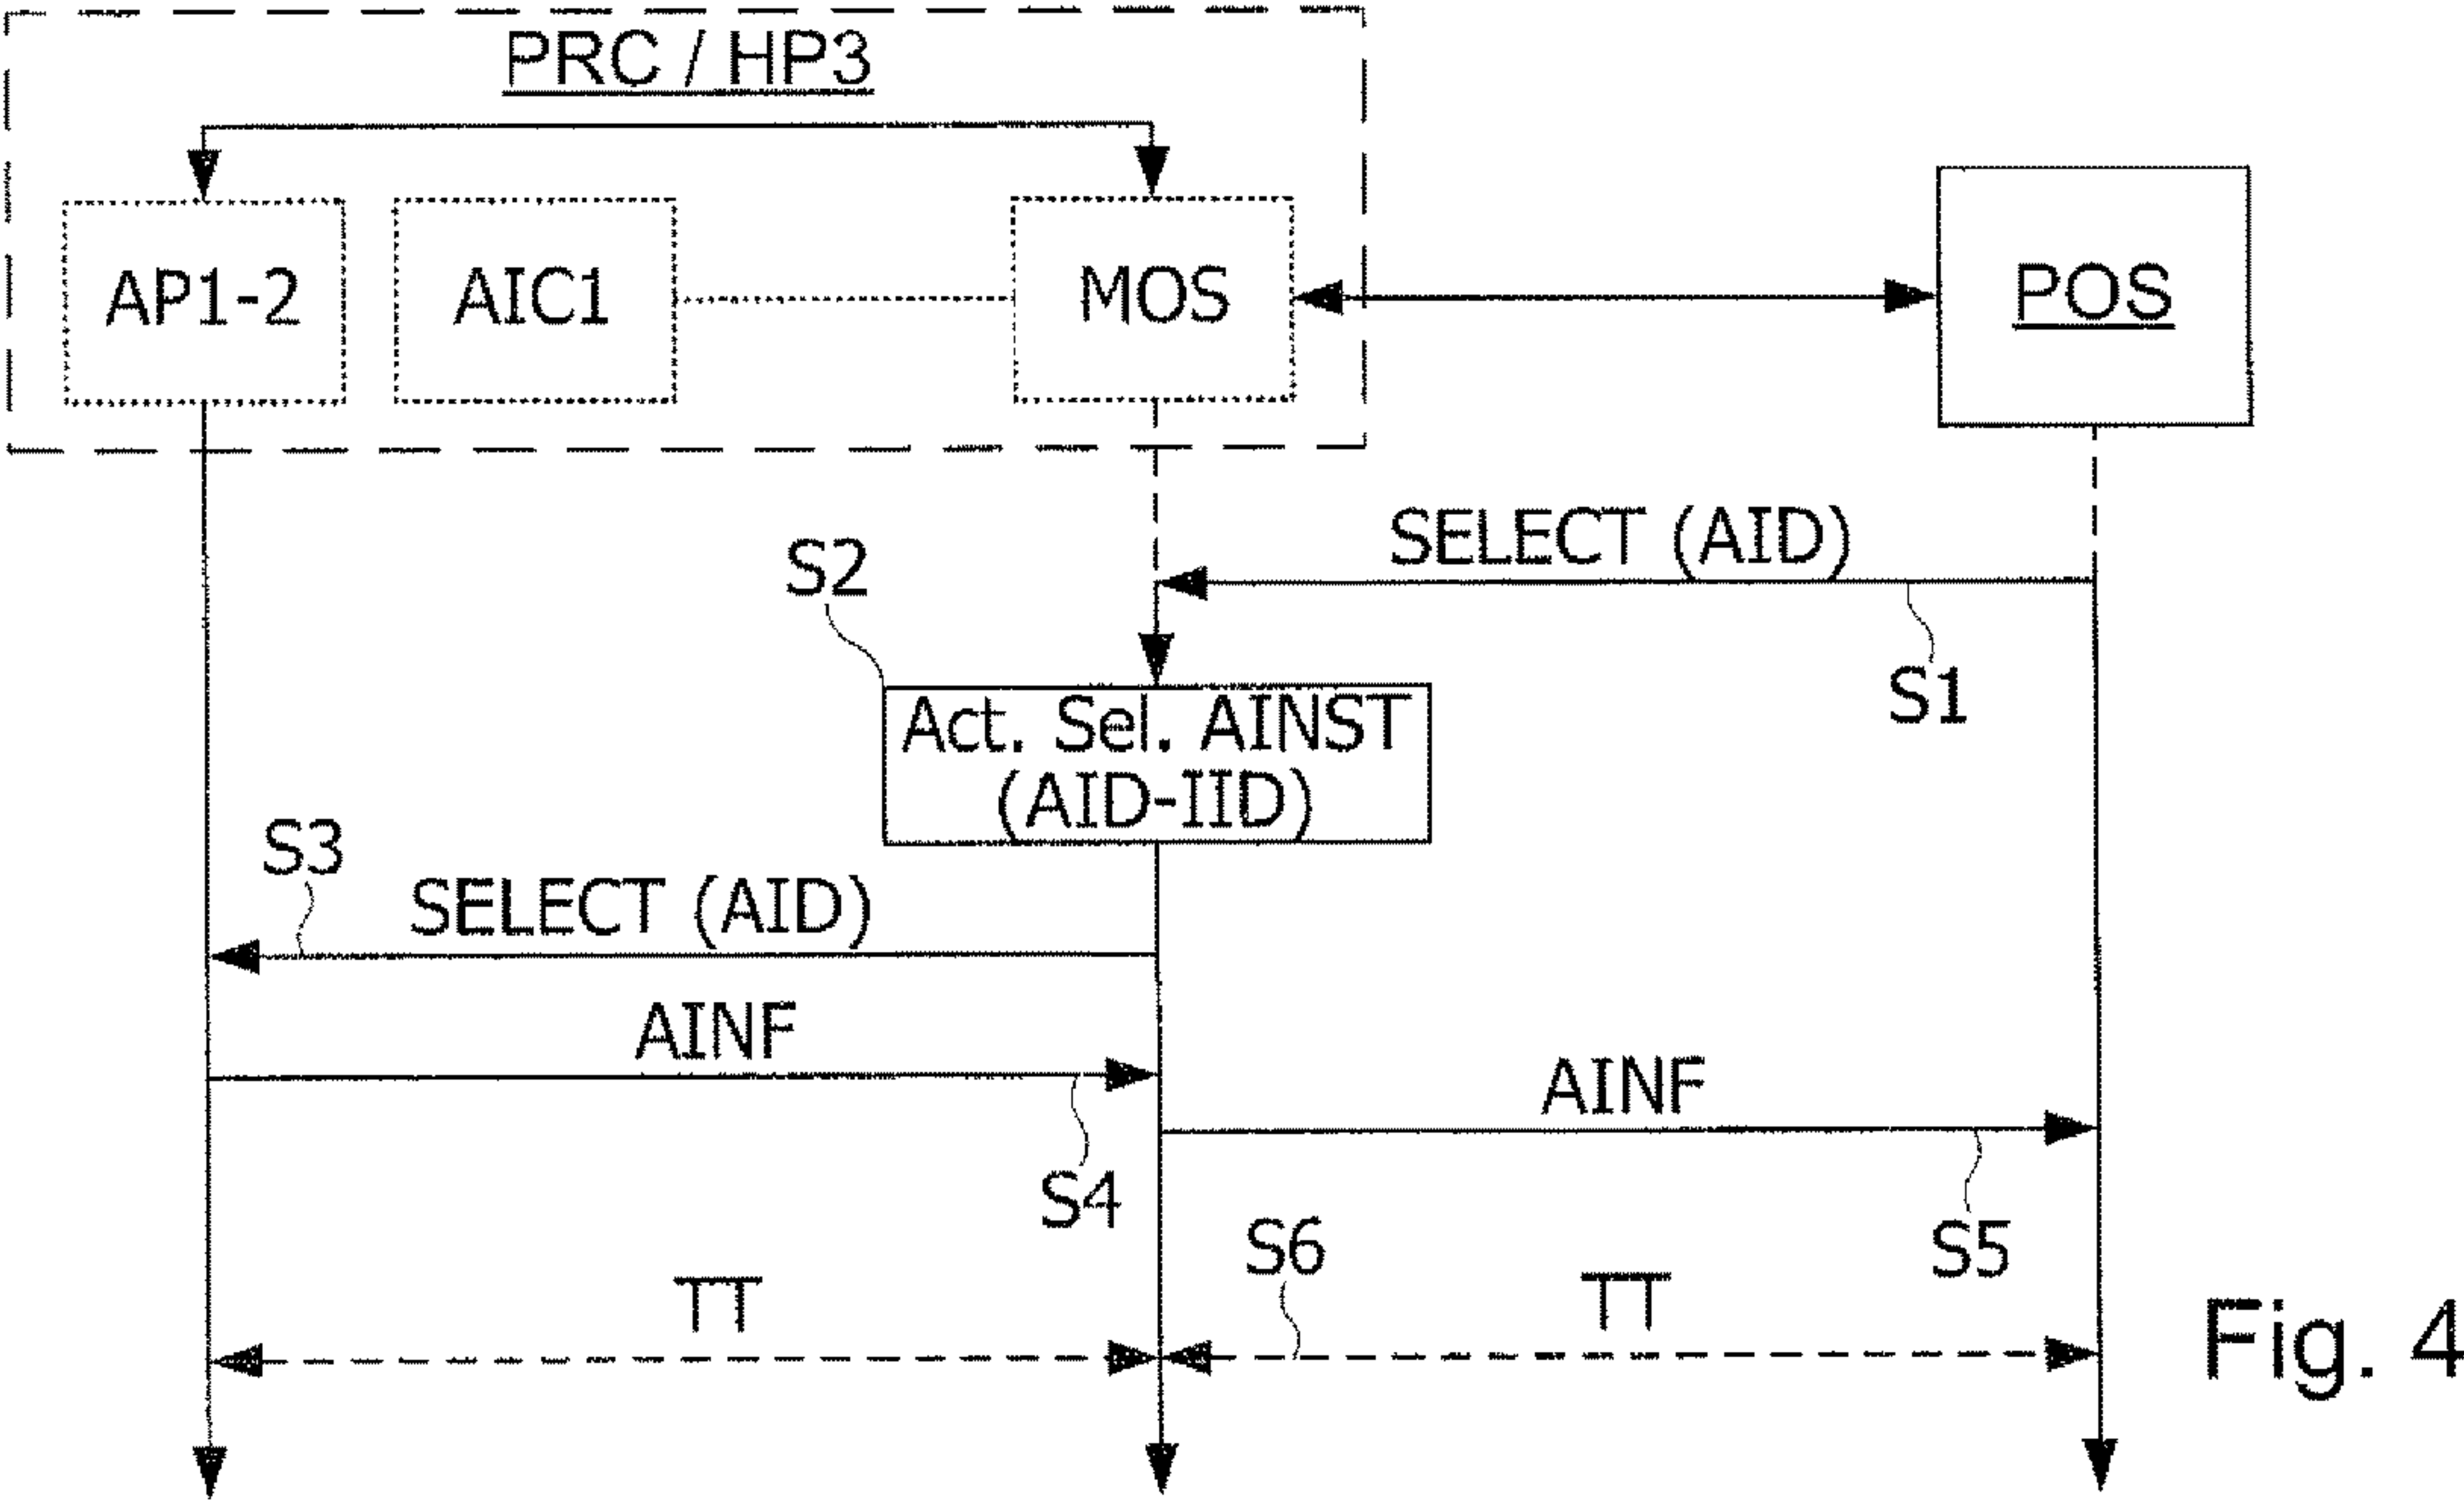 PRC / HP3
AP1-2
AIC1
MOS
POS
SELECT (AID)
S2
S1
Act. Sel. AINST
(AID-IID)
S3
SELECT (AID)
AINF
AINF
S4
S6
S5
TT
TT
Fig. 4